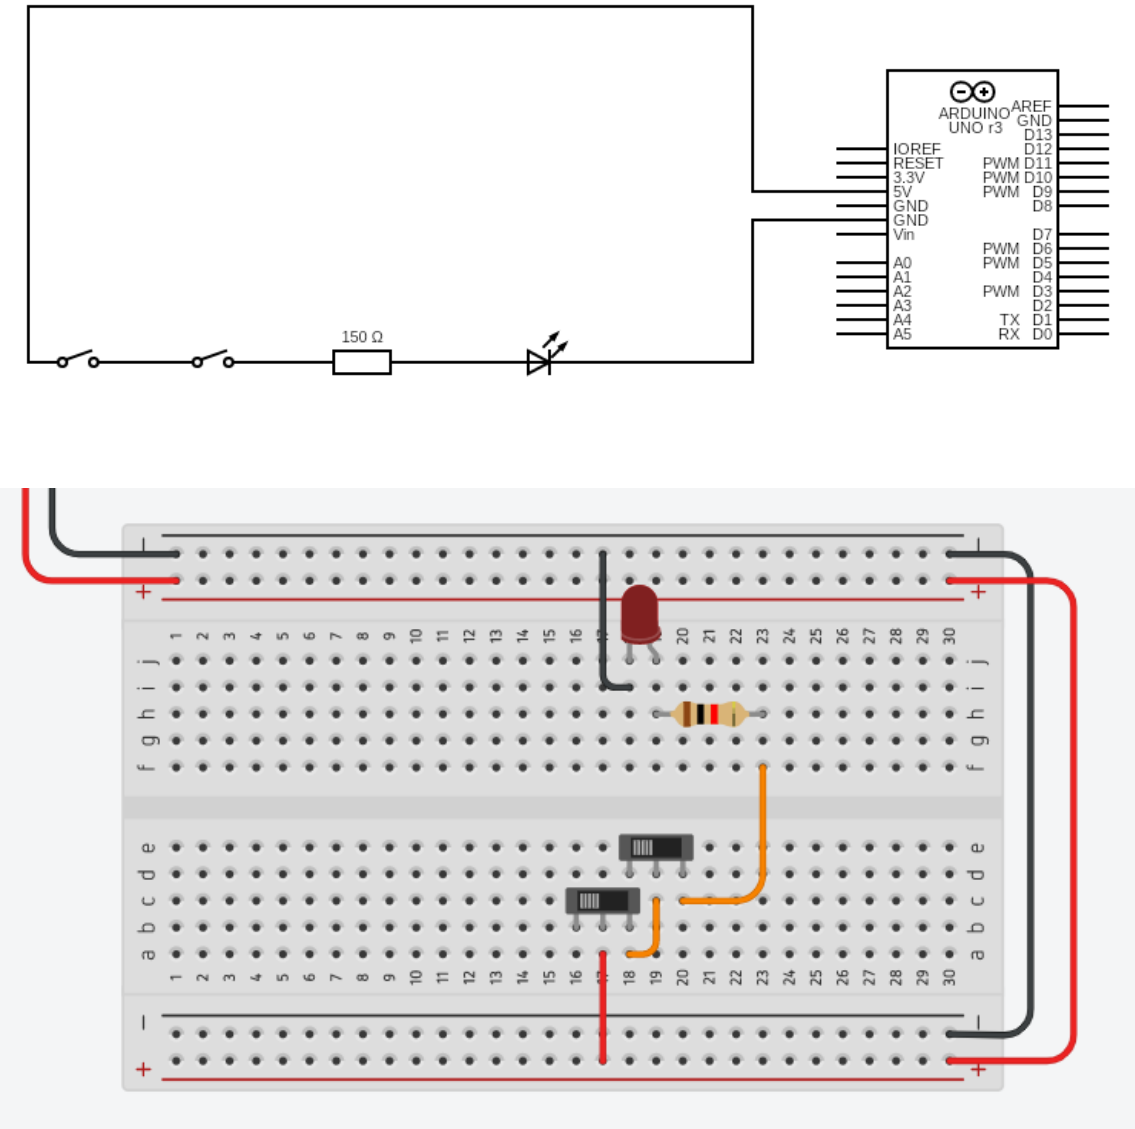 ARDUINO
UNO r3
AREF
GND
D13
IOREF D12
RESET PWM D11
3.3V PWM D10
5V PWM D9
GND D8
GND
Vin D7
PWM D6
A0 PWM D5
A1 D4
A2 PWM D3
A3 D2
A4 TX D1
A5 RX D0
150 Ω
− −
+ +
1 2 3 4 5 6 7 8 9 10 11 12 13 14 15 16 17 20 21 22 23 24 25 26 27 28 29 30
j j
i i
h h
g g
f f
e e
d d
c c
b b
a a
1 2 3 4 5 6 7 8 9 10 11 12 13 14 15 16 17 18 19 20 21 22 23 24 25 26 27 28 29 30
− −
+ +